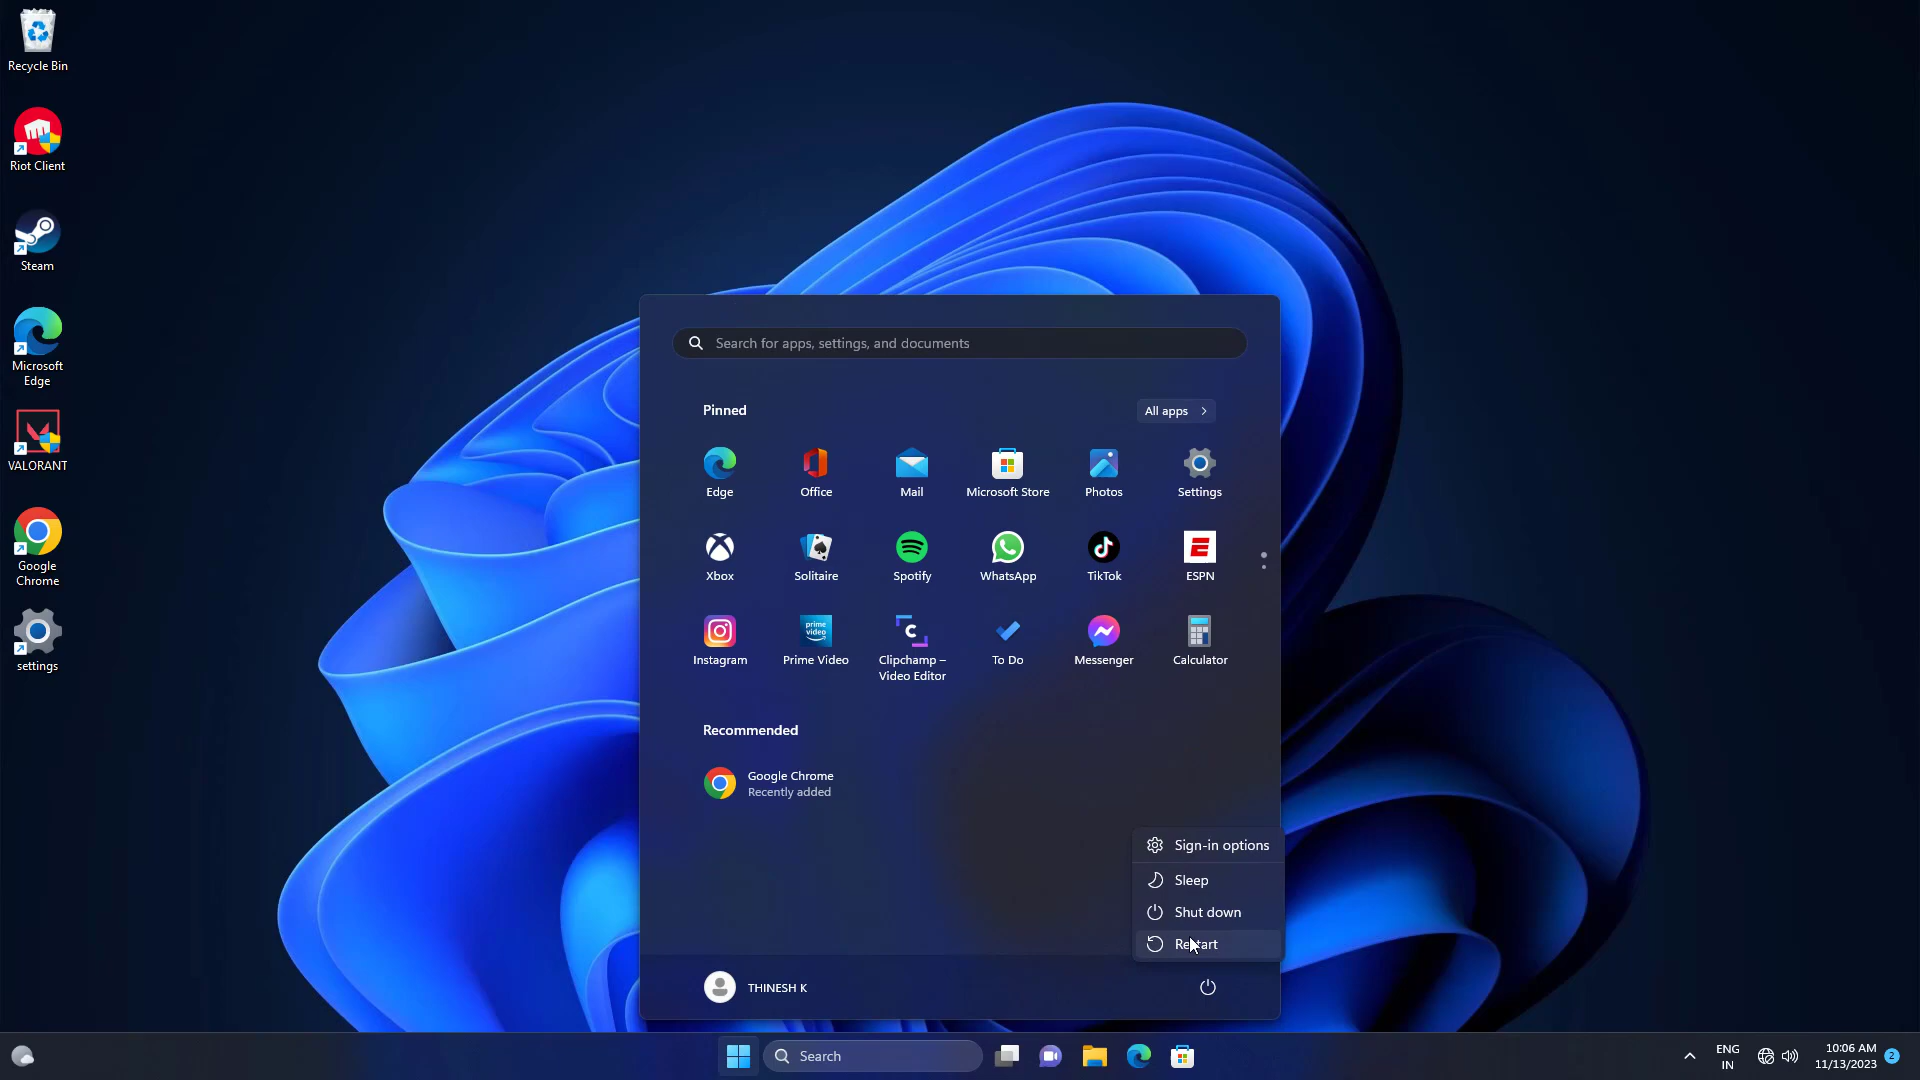 Recycle Bin
Riot Client
Steam
Microsoft
Edge
VALORANT
Google
Chrome
settings
Search for apps, settings, and documents
Pinned
All apps
Edge
Office
Mail
Microsoft Store
Photos
Settings
Xbox
Solitaire
Spotify
WhatsApp
TikTok
ESPN
prime
video
Instagram
Prime Video
Clipchamp –
Video Editor
To Do
Messenger
Calculator
Recommended
Google Chrome
Recently added
Sign-in options
Sleep
Shut down
Restart
THINESH K
Search
ENG
IN
10:06 AM
11/13/2023
2